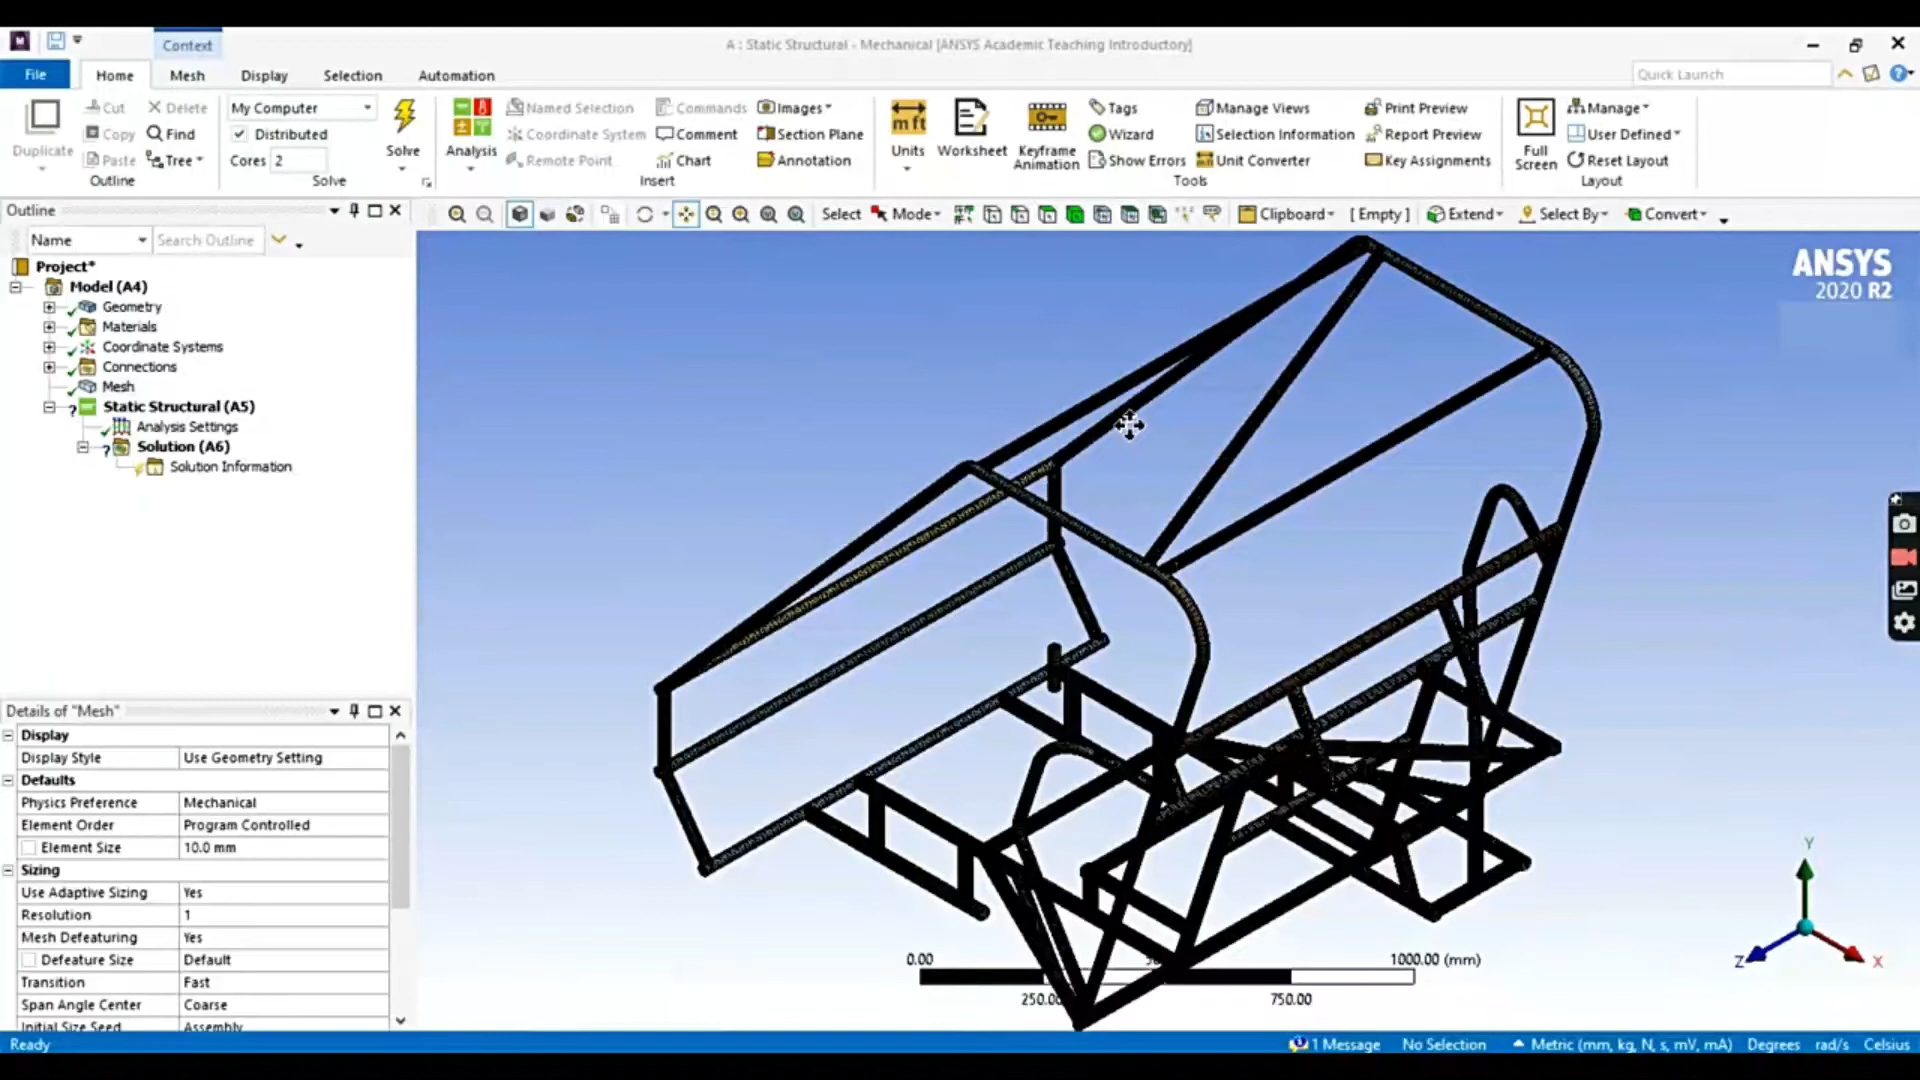 Context
A : Static Structural - Mechanical [ANSYS Academic Teaching Introductory]
File Home Mesh Display Selection Automation
Quick Launch
Duplicate
Cut
Copy
Paste
Delete
Find
Tree
Outline
My Computer
Distributed
Cores 2
Solve
Solve
Analysis
Named Selection
Coordinate System
Remote Point
Commands
Comment
Chart
Images
Section Plane
Annotation
Insert
mft
Units
Worksheet
Keyframe
Animation
Tags
Wizard
Show Errors
Manage Views
Selection Information
Unit Converter
Print Preview
Report Preview
Key Assignments
Tools
Full
Screen
Manage
User Defined
Reset Layout
Layout
Outline
Select Mode Clipboard [ Empty ] Extend Select By Convert
Name Search Outline
Project*
Model (A4)
Geometry
Materials
Coordinate Systems
Connections
Mesh
Static Structural (A5)
Analysis Settings
Solution (A6)
Solution Information
ANSYS
2020 R2
Details of "Mesh"
Display
Display Style Use Geometry Setting
Defaults
Physics Preference Mechanical
Element Order Program Controlled
Element Size 10.0 mm
Sizing
Use Adaptive Sizing Yes
Resolution 1
Mesh Defeaturing Yes
Defeature Size Default
Transition Fast
Span Angle Center Coarse
Initial Size Seed Assembly
0.00 1000.00 (mm)
250.00 750.00
Y
Z
X
Ready 1 Message No Selection Metric (mm, kg, N, s, mV, mA) Degrees rad/s Celsius